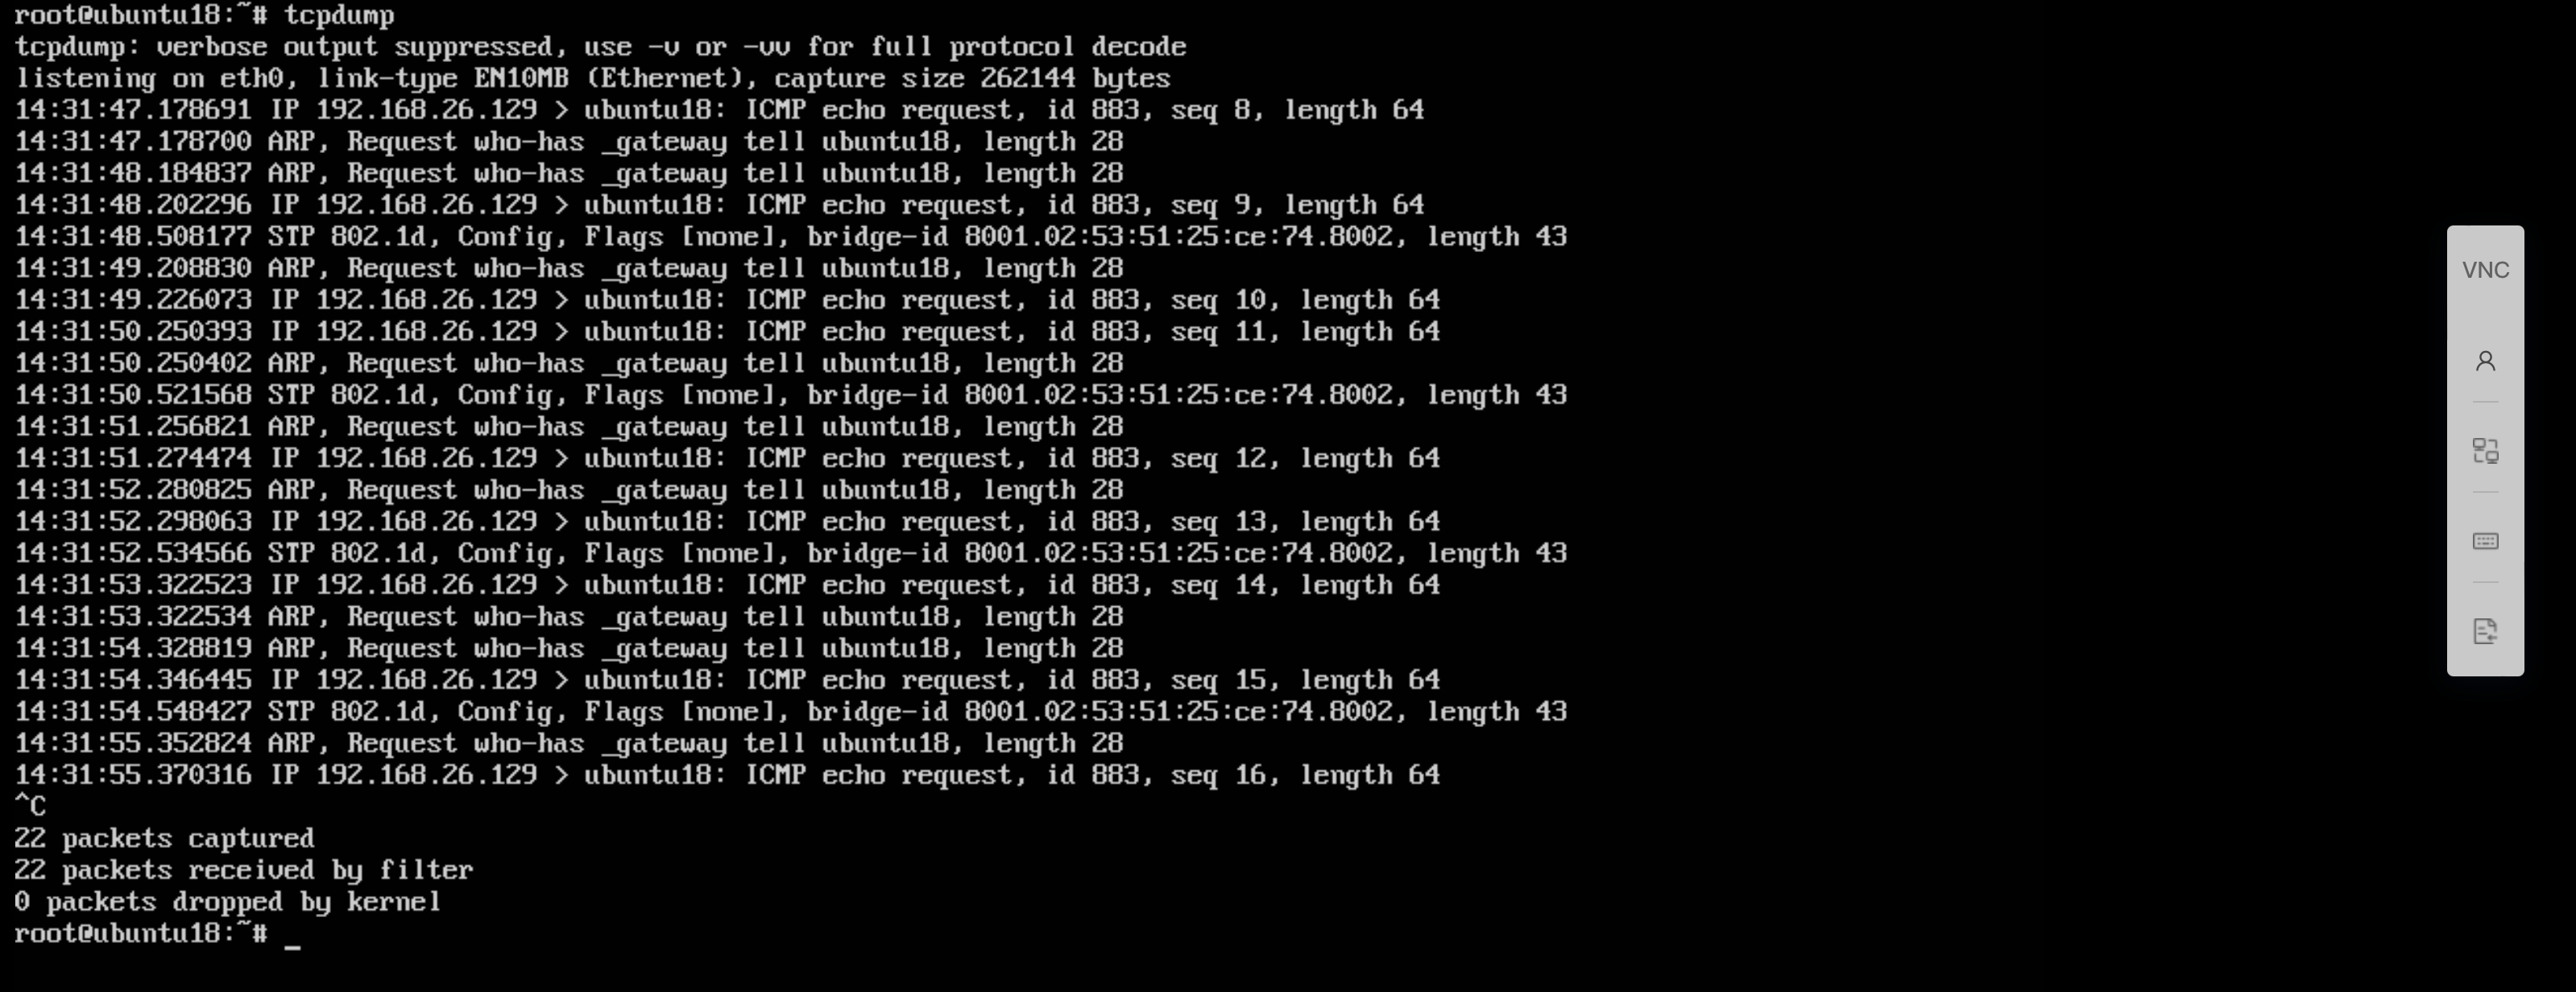 root@ubuntu18:~# tcpdump
tcpdump: verbose output suppressed, use -v or -vv for full protocol decode
listening on eth0, link-type EN10MB (Ethernet), capture size 262144 bytes
14:31:47.178691 IP 192.168.26.129 > ubuntu18: ICMP echo request, id 883, seq 8, length 64
14:31:47.178700 ARP, Request who-has _gateway tell ubuntu18, length 28
14:31:48.184837 ARP, Request who-has _gateway tell ubuntu18, length 28
14:31:48.202296 IP 192.168.26.129 > ubuntu18: ICMP echo request, id 883, seq 9, length 64
14:31:48.508177 STP 802.1d, Config, Flags [none], bridge-id 8001.02:53:51:25:ce:74.8002, length 43
14:31:49.208830 ARP, Request who-has _gateway tell ubuntu18, length 28
14:31:49.226073 IP 192.168.26.129 > ubuntu18: ICMP echo request, id 883, seq 10, length 64
14:31:50.250393 IP 192.168.26.129 > ubuntu18: ICMP echo request, id 883, seq 11, length 64
14:31:50.250402 ARP, Request who-has _gateway tell ubuntu18, length 28
14:31:50.521568 STP 802.1d, Config, Flags [none], bridge-id 8001.02:53:51:25:ce:74.8002, length 43
14:31:51.256821 ARP, Request who-has _gateway tell ubuntu18, length 28
14:31:51.274474 IP 192.168.26.129 > ubuntu18: ICMP echo request, id 883, seq 12, length 64
14:31:52.280825 ARP, Request who-has _gateway tell ubuntu18, length 28
14:31:52.298063 IP 192.168.26.129 > ubuntu18: ICMP echo request, id 883, seq 13, length 64
14:31:52.534566 STP 802.1d, Config, Flags [none], bridge-id 8001.02:53:51:25:ce:74.8002, length 43
14:31:53.322523 IP 192.168.26.129 > ubuntu18: ICMP echo request, id 883, seq 14, length 64
14:31:53.322534 ARP, Request who-has _gateway tell ubuntu18, length 28
14:31:54.328819 ARP, Request who-has _gateway tell ubuntu18, length 28
14:31:54.346445 IP 192.168.26.129 > ubuntu18: ICMP echo request, id 883, seq 15, length 64
14:31:54.548427 STP 802.1d, Config, Flags [none], bridge-id 8001.02:53:51:25:ce:74.8002, length 43
14:31:55.352824 ARP, Request who-has _gateway tell ubuntu18, length 28
14:31:55.370316 IP 192.168.26.129 > ubuntu18: ICMP echo request, id 883, seq 16, length 64
^C
22 packets captured
22 packets received by filter
0 packets dropped by kernel
root@ubuntu18:~# _
VNC